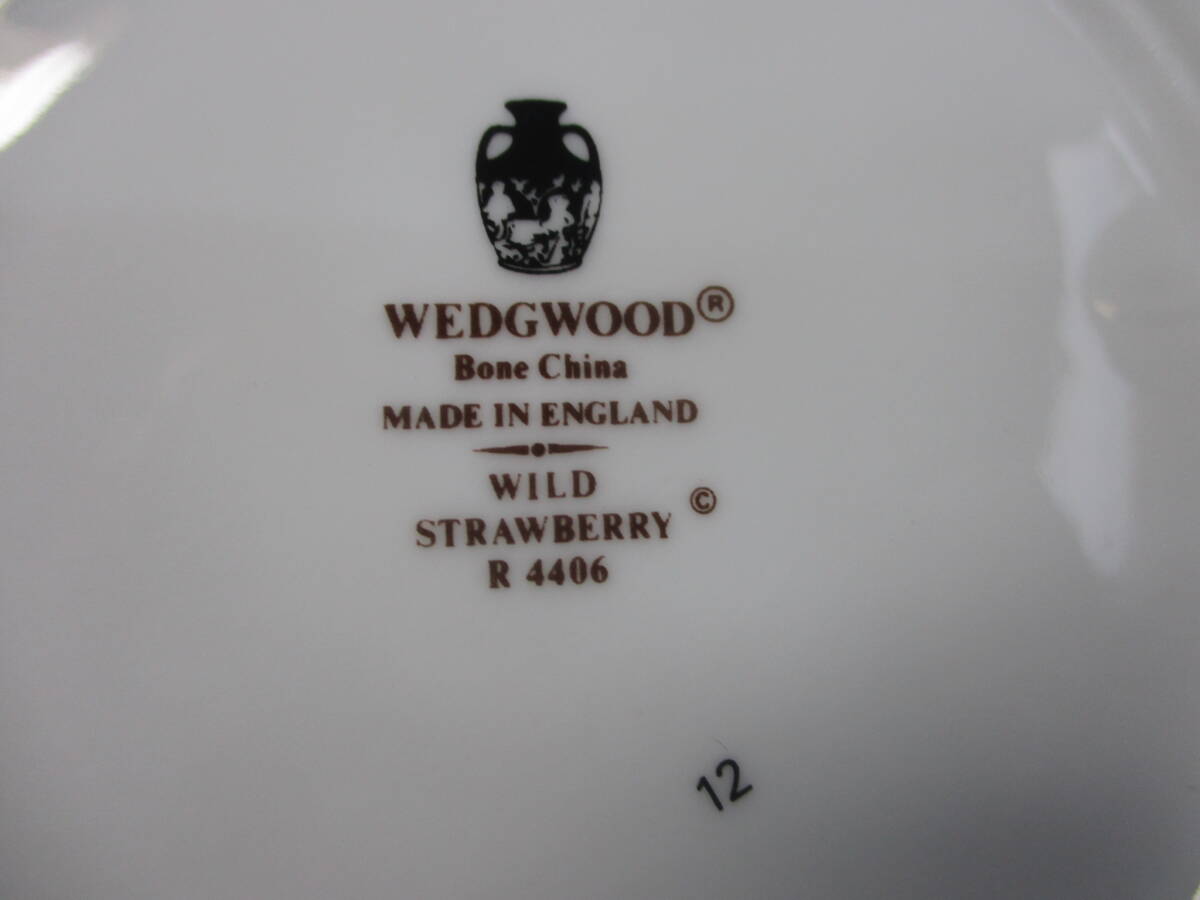 WEDGWOOD®
Bone China
MADE IN ENGLAND
WILD
STRAWBERRY ©
R 4406
12